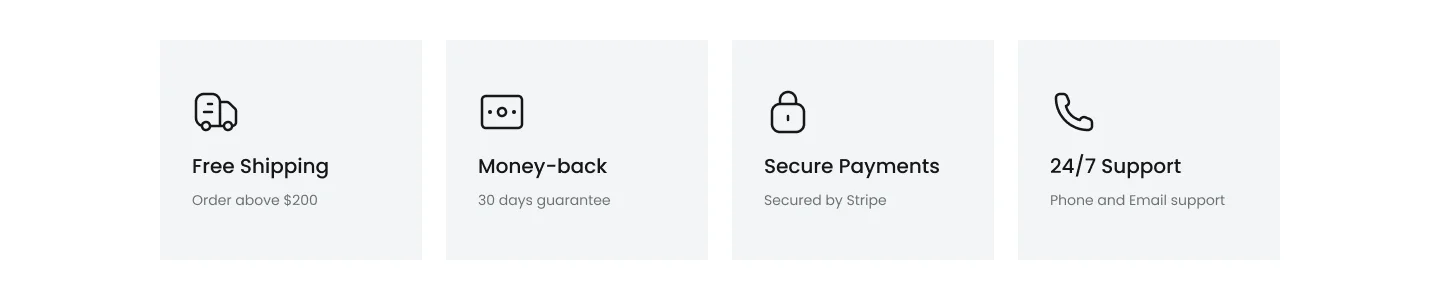 Free Shipping
Order above $200
Money-back
30 days guarantee
Secure Payments
Secured by Stripe
24/7 Support
Phone and Email support